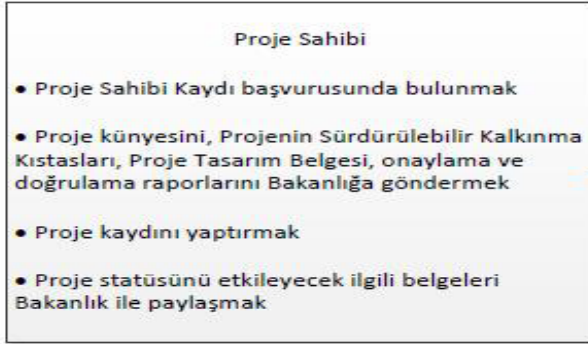 Proje Sahibi
• Proje Sahibi Kaydı başvurusunda bulunmak
• Proje künyesini, Projenin Sürdürülebilir Kalkınma
Kıstasları, Proje Tasarım Belgesi, onaylama ve
doğrulama raporlarını Bakanlığa göndermek
• Proje kaydını yaptırmak
• Proje statüsünü etkileyecek ilgili belgeleri
Bakanlık ile paylaşmak